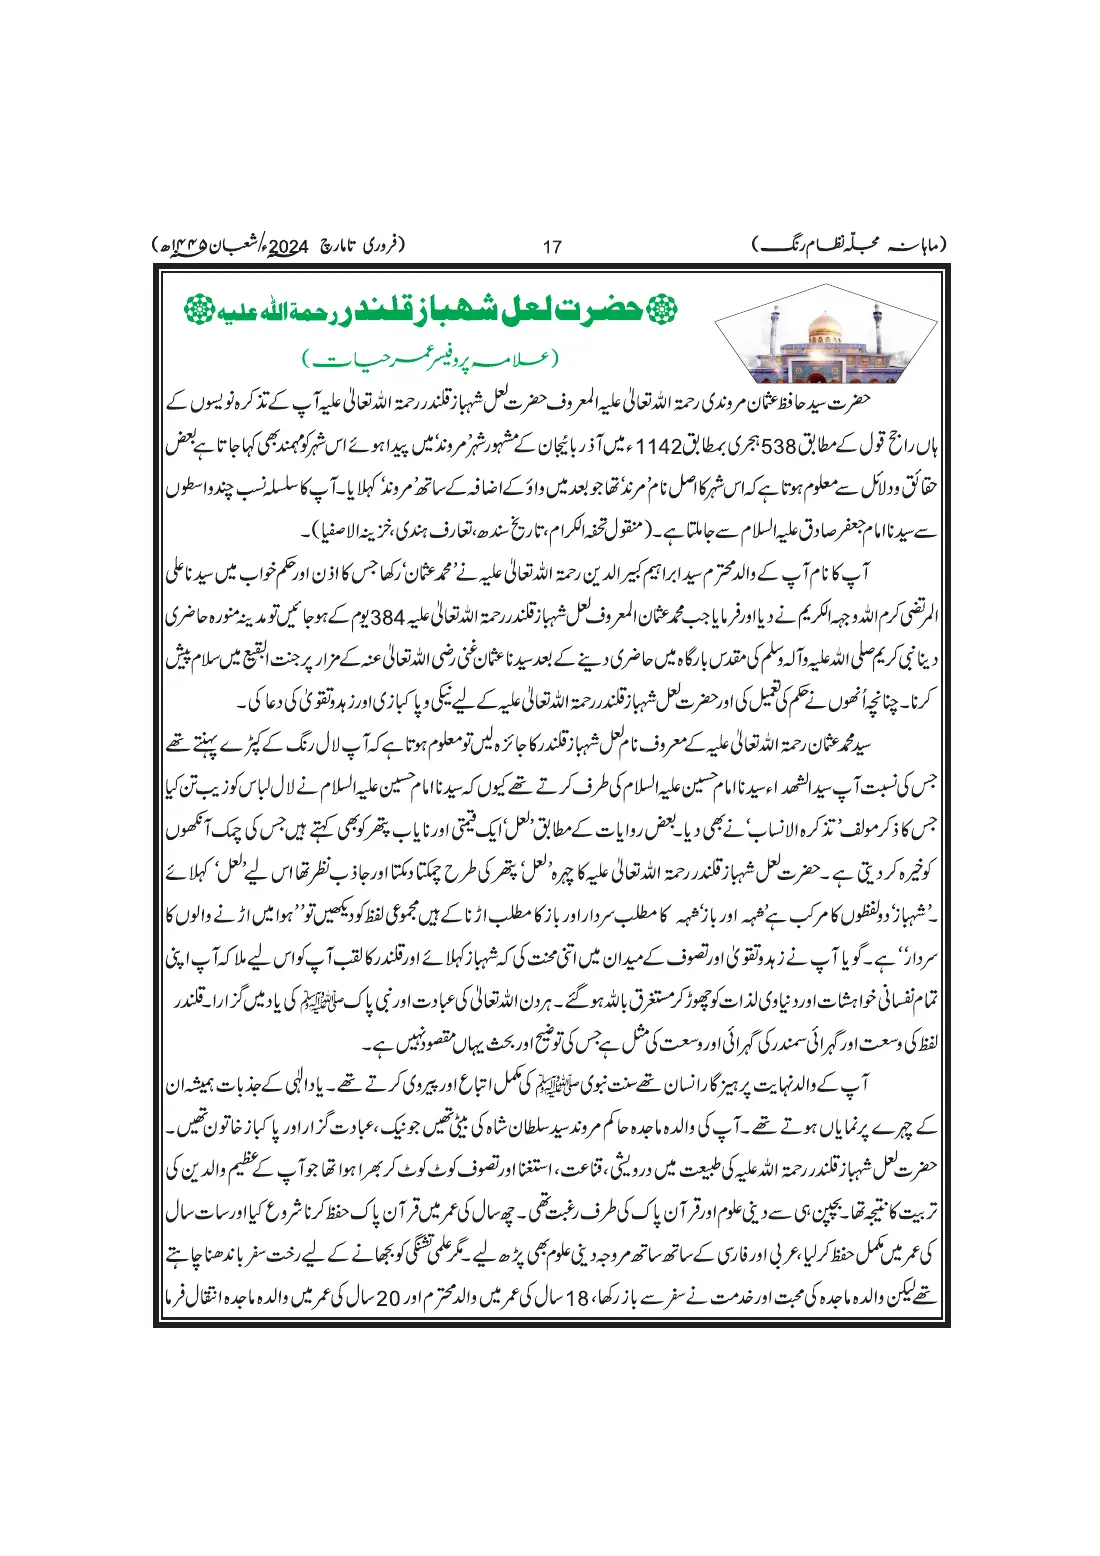 (ماہانہ مجلّہ نظام رنگ) 17 (فروری تا مارچ 2024ء/شعبان ۱۴۴۵ھ)
حضرت لعل شہباز قلندر رحمۃ اللہ علیہ
(علامہ پروفیسر عمر حیات)
حضرت سید حافظ عثمان مروندی رحمۃ اللہ تعالیٰ علیہ المعروف حضرت لعل شہباز قلندر رحمۃ اللہ تعالیٰ علیہ آپ کے تذکرہ نویسوں کے
ہاں راجح قول کے مطابق 538 ہجری بمطابق 1142ء میں آذر بائیجان کے مشہور شہر’مروند‘ میں پیدا ہوئے اس شہر کو مہمند بھی کہا جاتا ہے بعض
حقائق و دلائل سے معلوم ہوتا ہے کہ اس شہر کا اصل نام’مرند‘ تھا جو بعد میں واؤ کے اضافہ کے ساتھ ’مروند‘ کہلایا۔ آپ کا سلسلہ نسب چند واسطوں
سے سیدنا امام جعفر صادق علیہ السلام سے جاملتا ہے۔ (منقول تحفہ الکرام، تاریخ سندھ، تعارف ہندی، خزینہ الاصفیا)۔
آپ کا نام آپ کے والد محترم سید ابراہیم کبیر الدین رحمۃ اللہ تعالیٰ علیہ نے ’محمد عثمان‘ رکھا جس کا اذن اور حکم خواب میں سیدنا علی
المرتضی کرم اللہ وجہہ الکریم نے دیا اور فرمایا جب محمد عثمان المعروف لعل شہباز قلندر رحمۃ اللہ تعالیٰ علیہ 384 یوم کے ہوجائیں تو مدینہ منورہ حاضری
دینا نبی کریم صلی اللہ علیہ وآلہ وسلم کی مقدس بارگاہ میں حاضری دینے کے بعد سیدنا عثمان غنی رضی اللہ تعالیٰ عنہ کے مزار پر جنت البقیع میں سلام پیش
کرنا۔ چنانچہ اُنھوں نے حکم کی تعمیل کی اور حضرت لعل شہباز قلندر رحمۃ اللہ تعالیٰ علیہ کے لیے نیکی و پاکبازی اور زہد و تقویٰ کی دعا کی۔
سید محمد عثمان رحمۃ اللہ تعالیٰ علیہ کے معروف نام لعل شہباز قلندر کا جائزہ لیں تو معلوم ہوتا ہے کہ آپ لال رنگ کے کپڑے پہنتے تھے
جس کی نسبت آپ سید الشھداء سیدنا امام حسین علیہ السلام کی طرف کرتے تھے کیوں کہ سیدنا امام حسین علیہ السلام نے لال لباس کو زیب تن کیا
جس کا ذکر مولف ’تذکرہ الانساب‘ نے بھی دیا۔ بعض روایات کے مطابق ’لعل‘ ایک قیمتی اور نایاب پتھر کو بھی کہتے ہیں جس کی چمک آنکھوں
کو خیرہ کر دیتی ہے۔ حضرت لعل شہباز قلندر رحمۃ اللہ تعالیٰ علیہ کا چہرہ ’لعل‘ پتھر کی طرح چمکتا دمکتا اور جاذب نظر تھا اس لیے ’لعل‘ کہلائے
۔’شہباز‘ دو لفظوں کا مرکب ہے ’شہہ اور باز‘ شہہ کا مطلب سردار اور باز کا مطلب اڑنا کے ہیں مجموعی لفظ کو دیکھیں تو ’’ہوا میں اڑنے والوں کا
سردار‘‘ ہے۔ گویا آپ نے زہد و تقویٰ اور تصوف کے میدان میں اتنی محنت کی کہ شہباز کہلائے اور قلندر کا لقب آپ کو اس لیے ملا کہ آپ اپنی
تمام نفسانی خواہشات اور دنیاوی لذات کو چھوڑ کر مستغرق باللہ ہوگئے۔ ہر دن اللہ تعالیٰ کی عبادت اور نبی پاک ﷺ کی یاد میں گزارا۔ قلندر
لفظ کی وسعت اور گہرائی سمندر کی گہرائی اور وسعت کی مثل ہے جس کی توضیح اور بحث یہاں مقصود نہیں ہے۔
آپ کے والد نہایت پرہیز گار انسان تھے سنت نبوی ﷺ کی مکمل اتباع اور پیروی کرتے تھے۔ یاد الٰہی کے جذبات ہمیشہ ان
کے چہرے پر نمایاں ہوتے تھے۔ آپ کی والدہ ماجدہ حاکم مروند سید سلطان شاہ کی بیٹی تھیں جو نیک، عبادت گزار اور پاکباز خاتون تھیں۔
حضرت لعل شہباز قلندر رحمۃ اللہ علیہ کی طبیعت میں درویشی، قناعت، استغنا اور تصوف کوٹ کوٹ کر بھرا ہوا تھا جو آپ کے عظیم والدین کی
تربیت کا نتیجہ تھا۔ بچپن ہی سے دینی علوم اور قرآن پاک کی طرف رغبت تھی۔ چھ سال کی عمر میں قرآن پاک حفظ کرنا شروع کیا اور سات سال
کی عمر میں مکمل حفظ کر لیا، عربی اور فارسی کے ساتھ ساتھ مروجہ دینی علوم بھی پڑھ لیے۔ مگر علمی تشنگی کو بجھانے کے لیے رخت سفر باندھنا چاہتے
تھے لیکن والدہ ماجدہ کی محبت اور خدمت نے سفر سے باز رکھا، 18 سال کی عمر میں والد محترم اور 20 سال کی عمر میں والدہ ماجدہ انتقال فرما